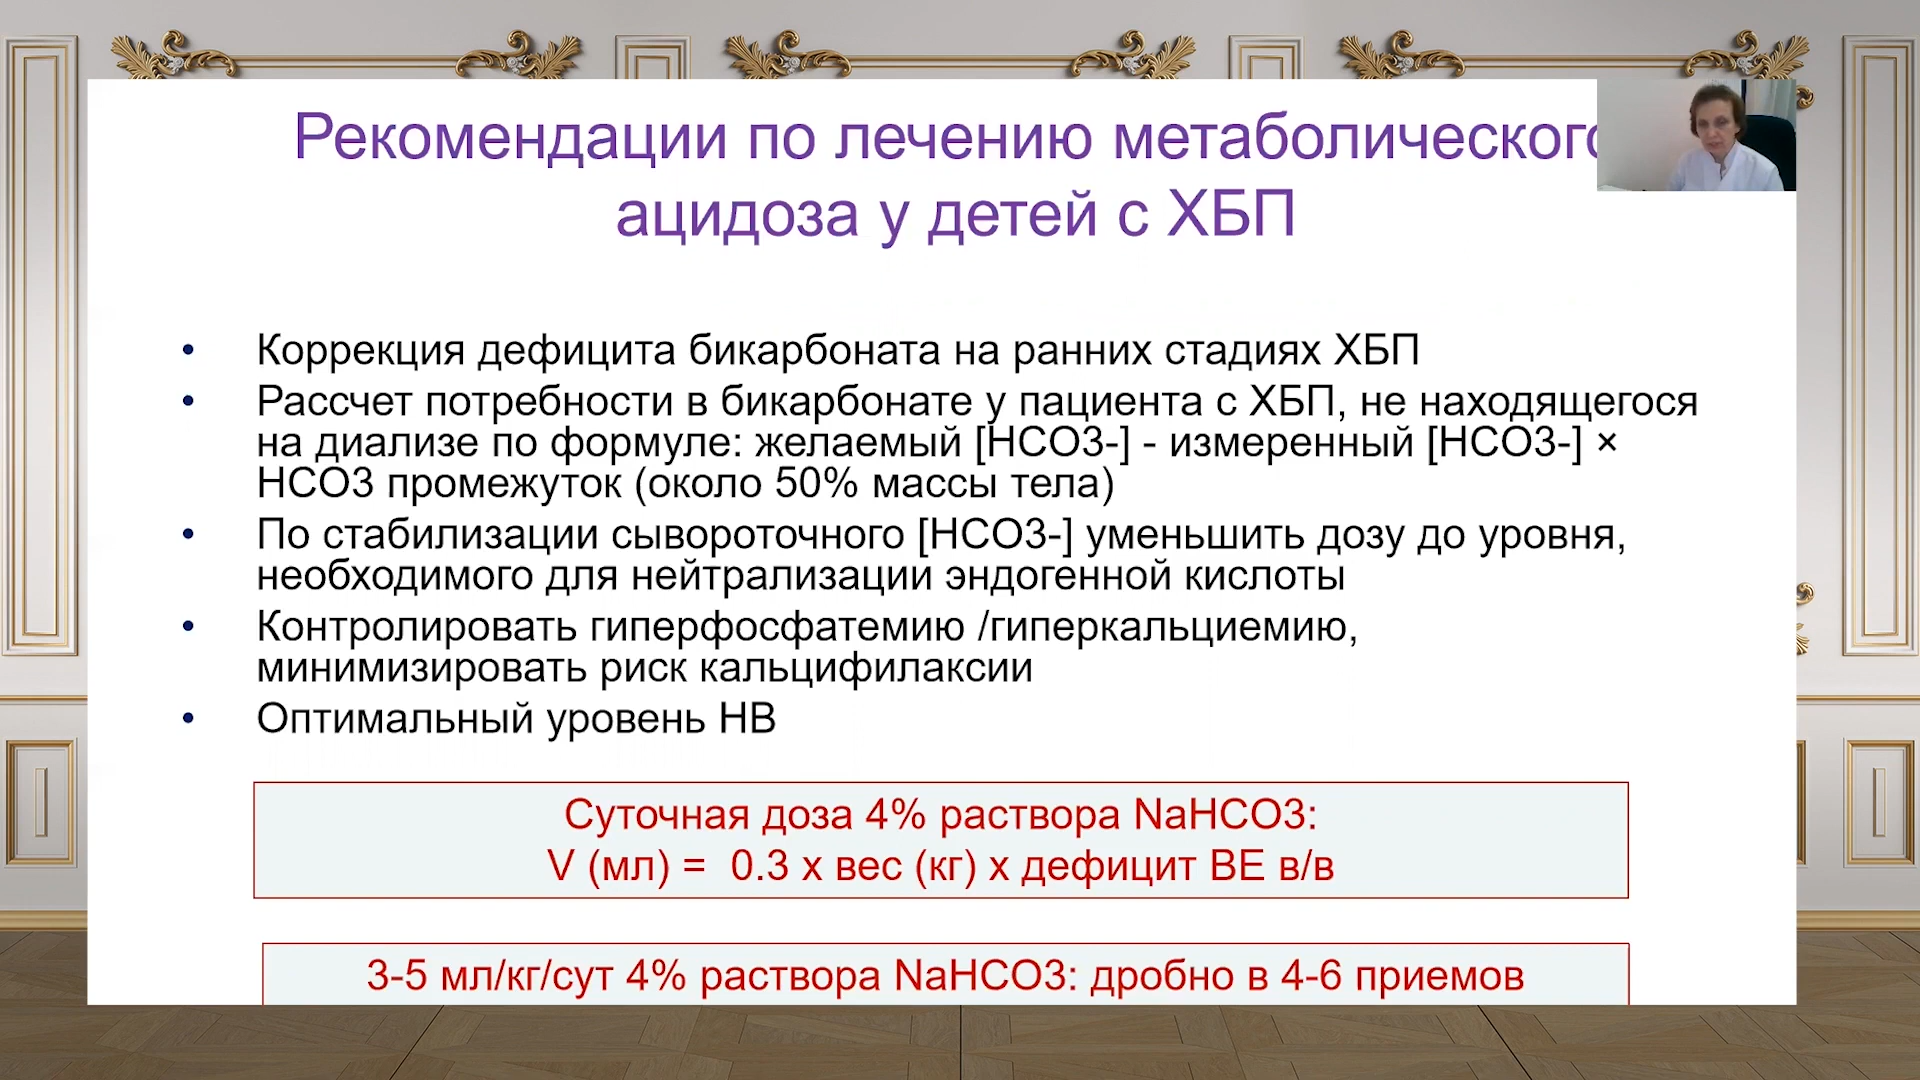 Рекомендации по лечению метаболического
ацидоза у детей с ХБП
• Коррекция дефицита бикарбоната на ранних стадиях ХБП
• Рассчет потребности в бикарбонате у пациента с ХБП, не находящегося
на диализе по формуле: желаемый [HCO3-] - измеренный [HCO3-] ×
HCO3 промежуток (около 50% массы тела)
• По стабилизации сывороточного [HCO3-] уменьшить дозу до уровня,
необходимого для нейтрализации эндогенной кислоты
• Контролировать гиперфосфатемию /гиперкальциемию,
минимизировать риск кальцифилаксии
• Оптимальный уровень НВ
Суточная доза 4% раствора NaHCO3:
V (мл) = 0.3 х вес (кг) х дефицит ВЕ в/в
3-5 мл/кг/сут 4% раствора NaHCO3: дробно в 4-6 приемов